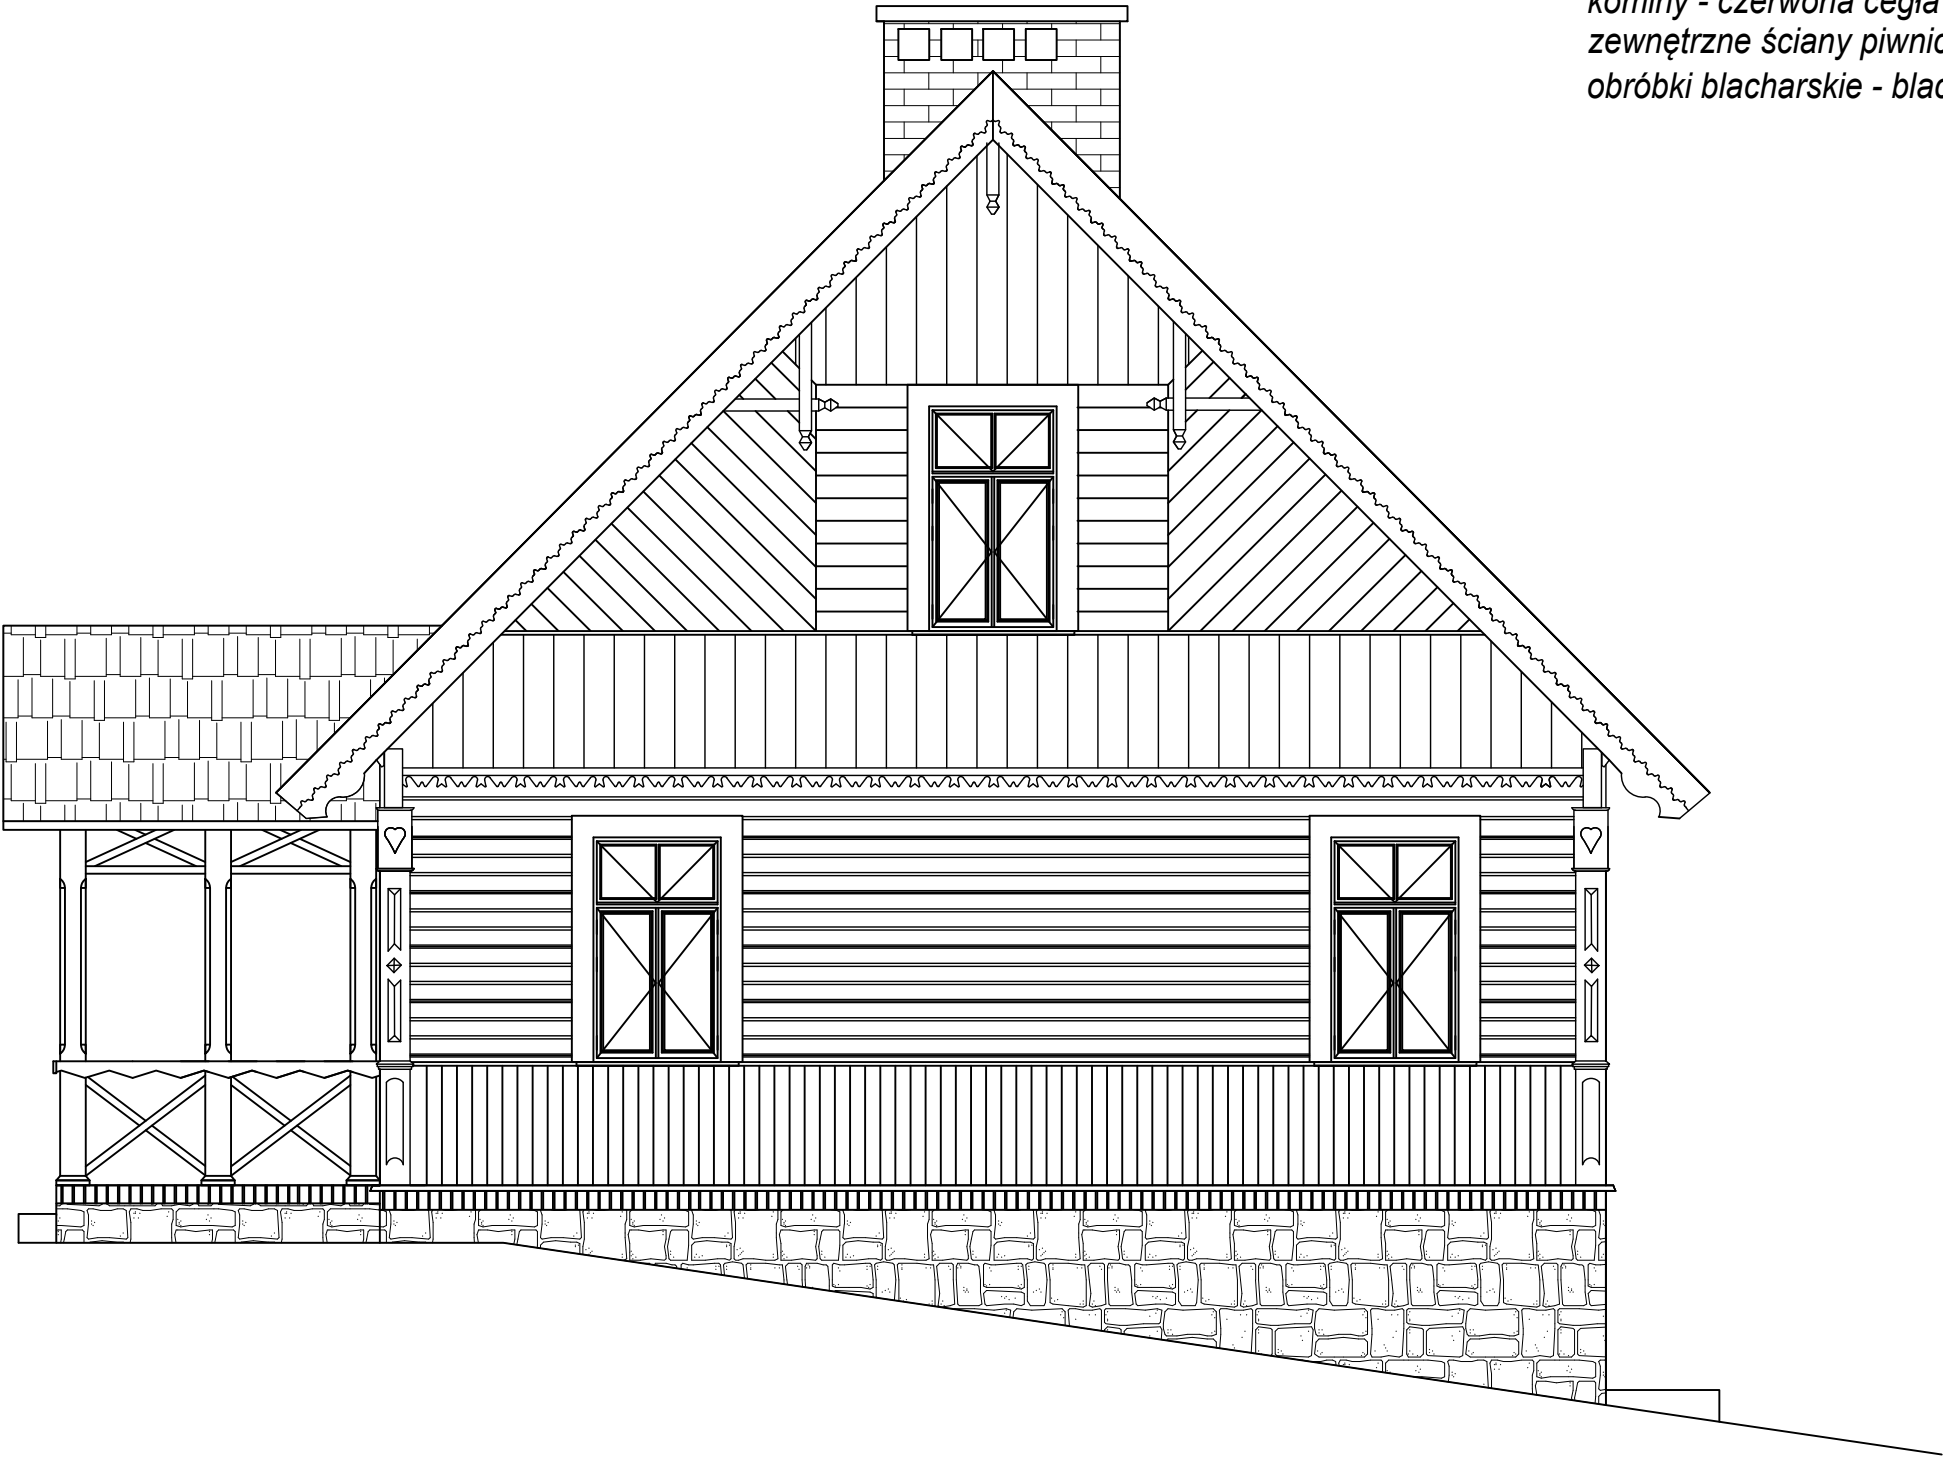 kominy - czerwona cegła
zewnętrzne ściany
obróbki blacharskie -